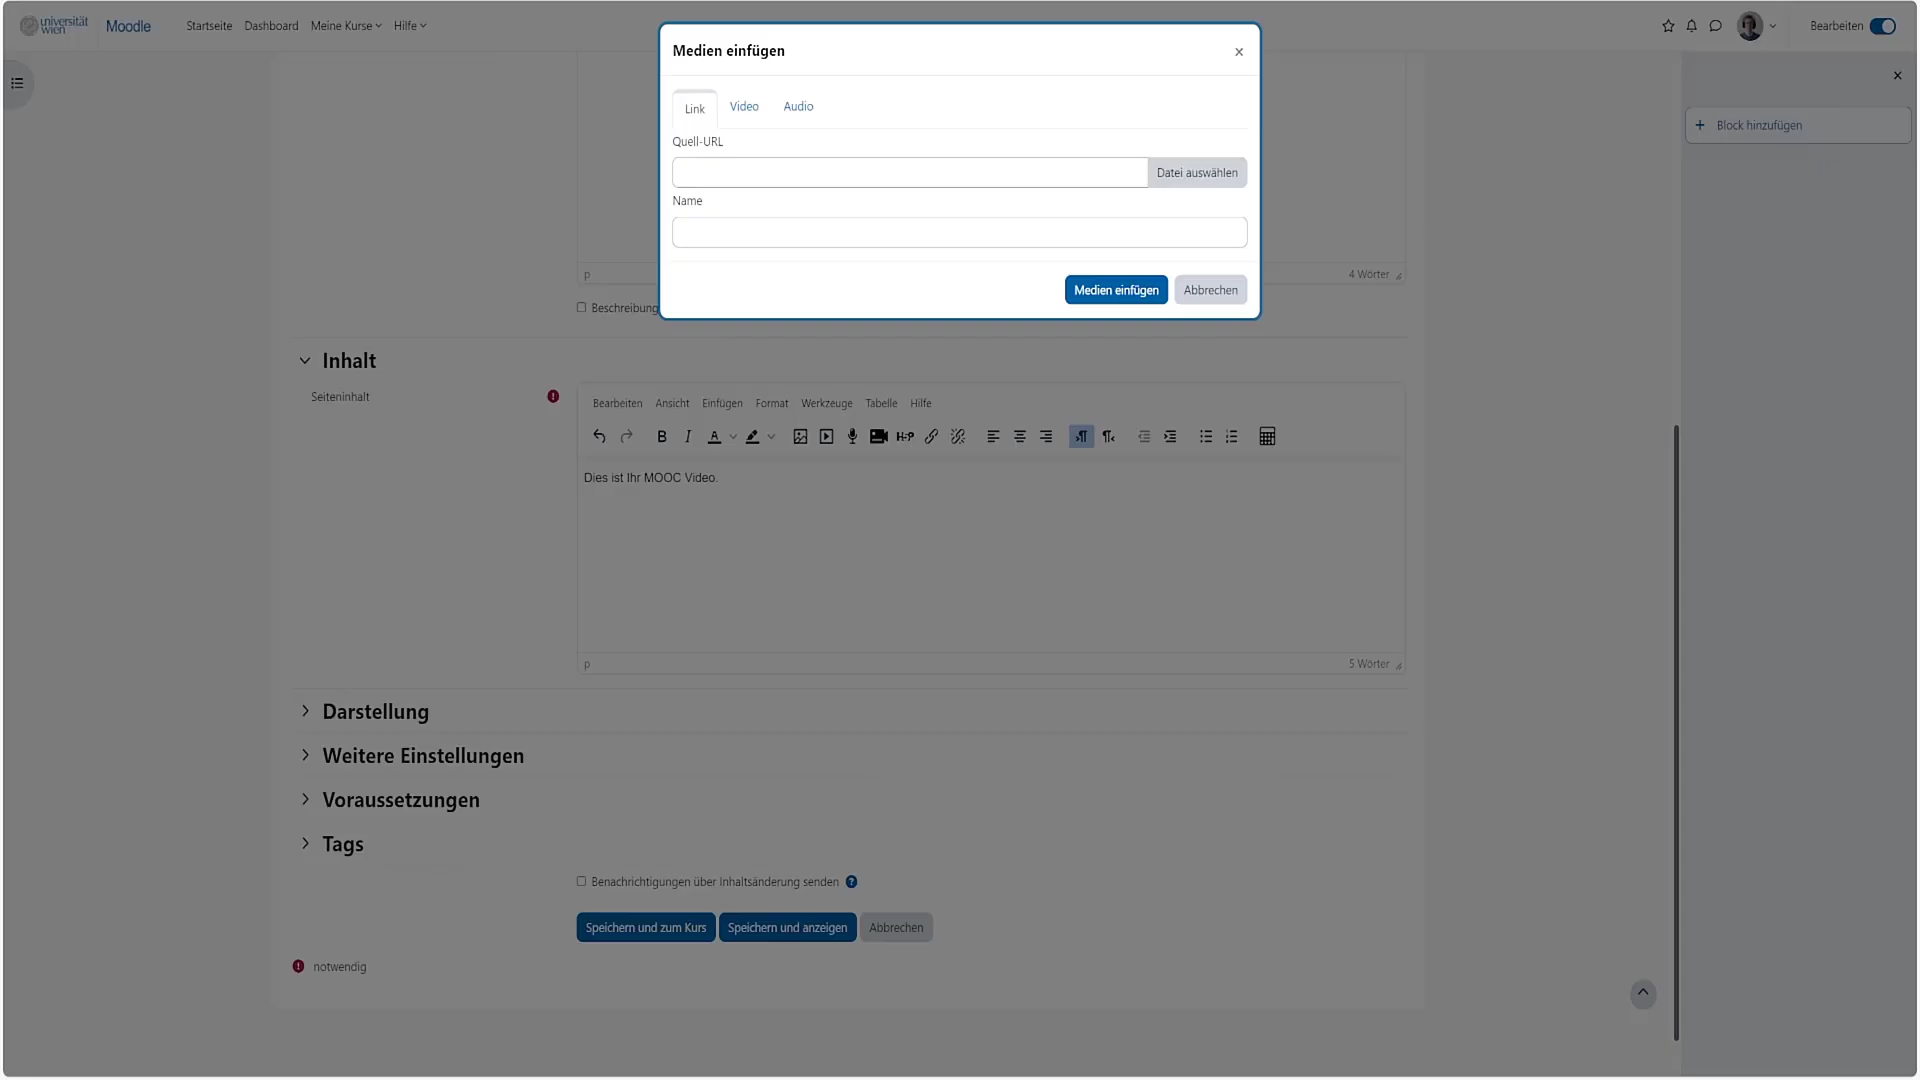 universität
wien
Moodle
Startseite
Dashboard
Meine Kurse
Hilfe
Bearbeiten
Medien einfügen
×
Link
Video
Audio
Quell-URL
Datei auswählen
Name
Medien einfügen
Abbrechen
Block hinzufügen
p
4 Wörter
Beschreibung
Inhalt
Seiteninhalt
Bearbeiten
Ansicht
Einfügen
Format
Werkzeuge
Tabelle
Hilfe
B
I
A
H-P
Dies ist Ihr MOOC Video.
p
5 Wörter
Darstellung
Weitere Einstellungen
Voraussetzungen
Tags
Benachrichtigungen über Inhaltsänderung senden
Speichern und zum Kurs
Speichern und anzeigen
Abbrechen
notwendig